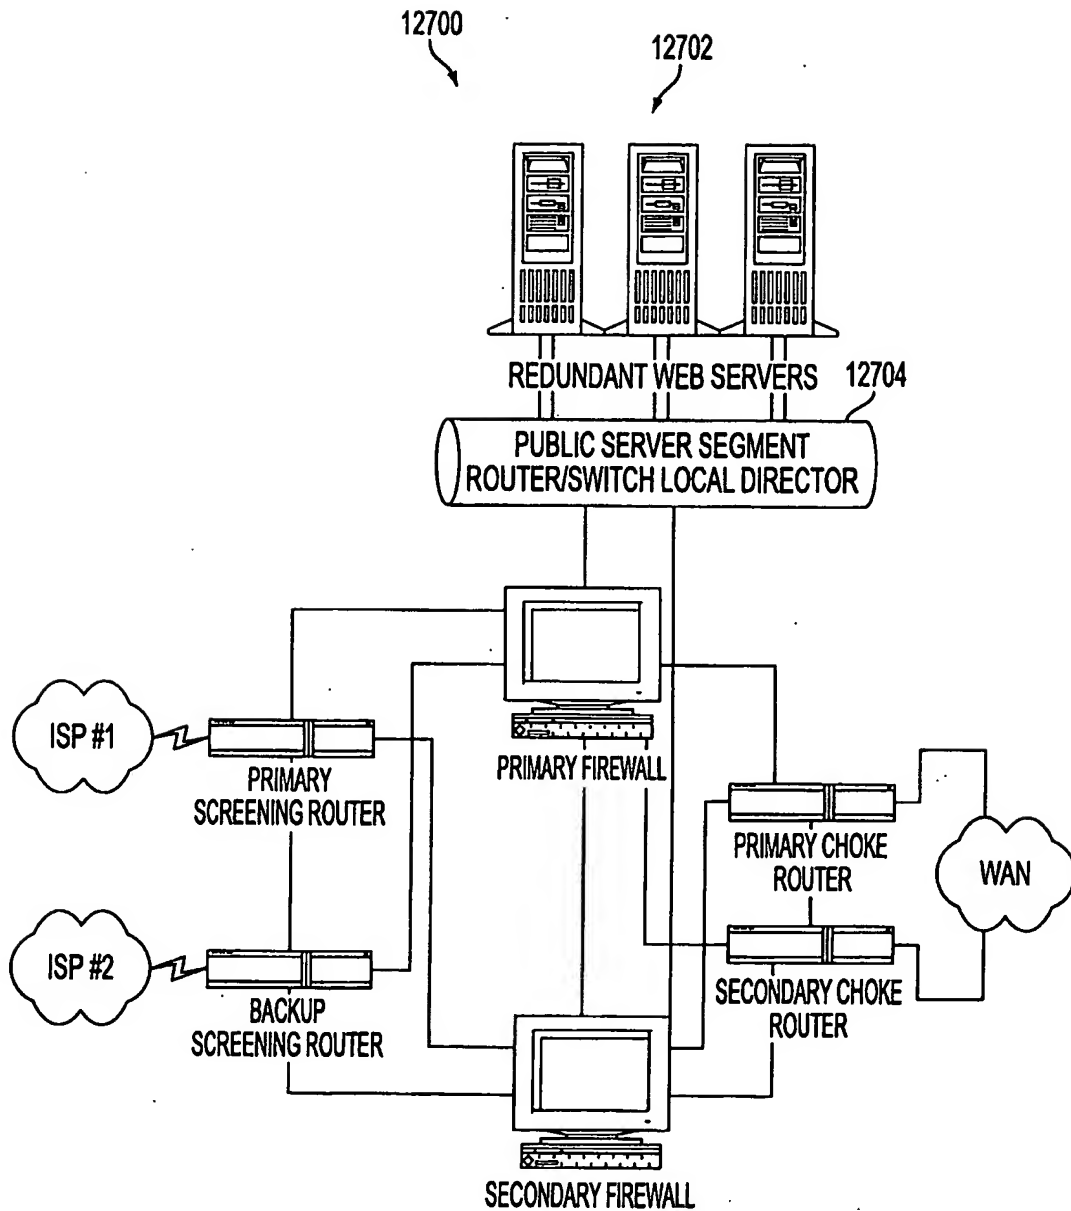 12700
12702
REDUNDANT WEB SERVERS
12704
PUBLIC SERVER SEGMENT
ROUTER/SWITCH LOCAL DIRECTOR
ISP #1
PRIMARY
SCREENING ROUTER
PRIMARY FIREWALL
PRIMARY CHOKE
ROUTER
WAN
ISP #2
BACKUP
SCREENING ROUTER
SECONDARY CHOKE
ROUTER
SECONDARY FIREWALL